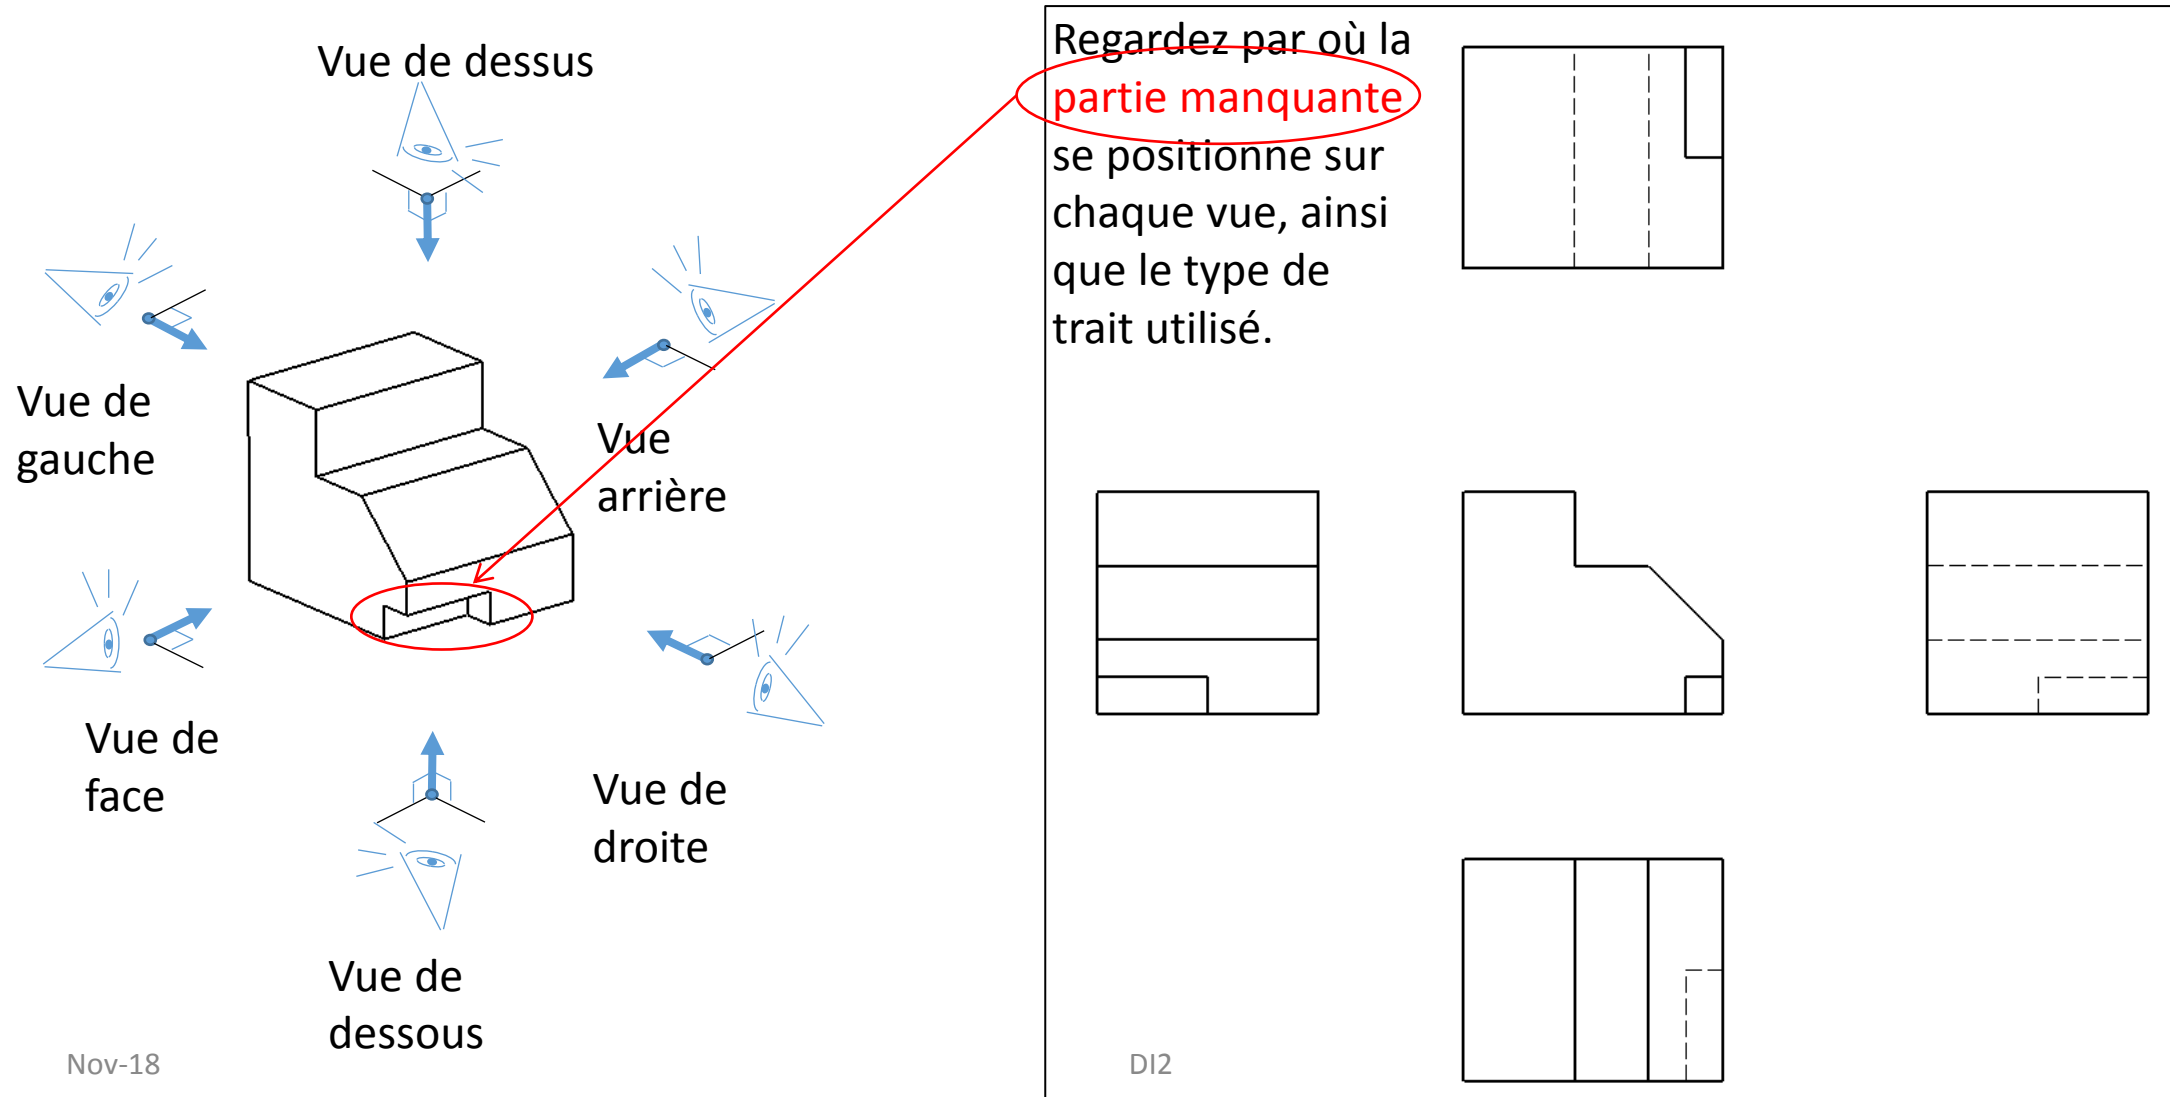 Vue de dessus
Vue de
gauche
Vue
arrière
Vue de
face
Vue de
droite
Vue de
dessous
Nov-18
Regardez par où la
partie manquante
se positionne sur
chaque vue, ainsi
que le type de
trait utilisé.
DI2